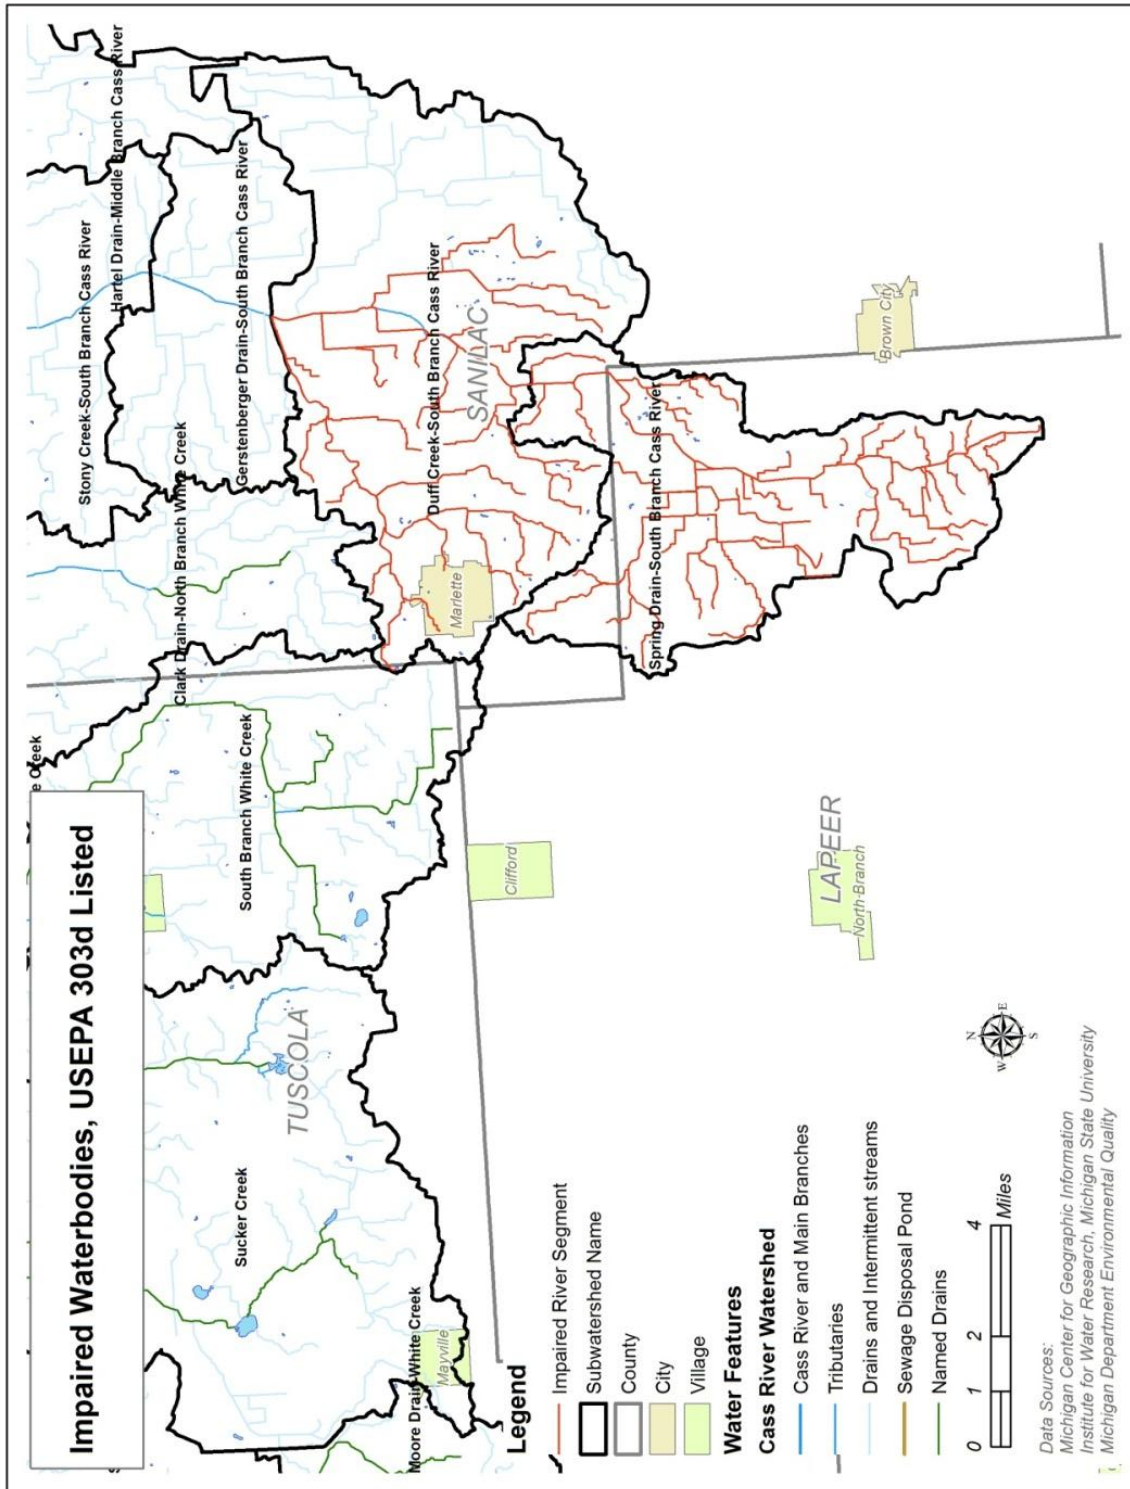 Impaired Waterbodies, USEPA 303d Listed
e Creek
Stony Creek-South Branch Cass River
Hartel Drain-Middle Branch Cass River
Clark Drain-North Branch White Creek
Gerstenberger Drain-South Branch Cass River
South Branch White Creek
Sucker Creek
TUSCOLA
Duff Creek-South Branch Cass River
SANILAC
Marlette
Moore Drain-White Creek
Mayville
Clifford
Spring Drain-South Branch Cass River
LAPEER
North-Branch
Brown City
Legend
Impaired River Segment
Subwatershed Name
County
City
Village
Water Features
Cass River Watershed
Cass River and Main Branches
Tributaries
Drains and Intermittent streams
Sewage Disposal Pond
Named Drains
0 1 2 4
Miles
N
W E
S
Data Sources:
Michigan Center for Geographic Information
Institute for Water Research, Michigan State University
Michigan Department Environmental Quality